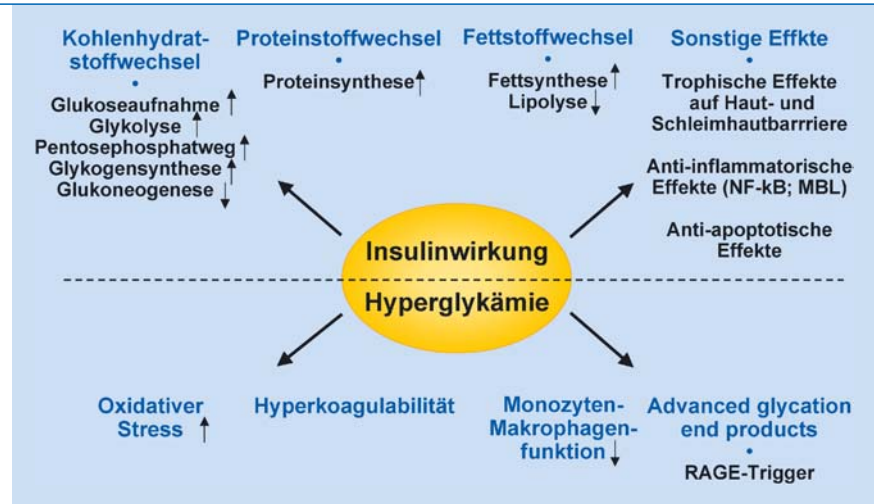 Kohlenhydrat-
stoffwechsel
•
Glukoseaufnahme ↑
Glykolyse ↑
Pentosephosphatweg ↑
Glykogensynthese ↑
Glukoneogenese ↓
Proteinstoffwechsel
•
Proteinsynthese ↑
Fettstoffwechsel
•
Fettsynthese ↑
Lipolyse ↓
Sonstige Effkte
•
Trophische Effekte
auf Haut- und
Schleimhautbarrriere
Anti-inflammatorische
Effekte (NF-kB; MBL)
Anti-apoptotische
Effekte
Insulinwirkung
Hyperglykämie
Oxidativer
Stress ↑
Hyperkoagulabilität
Monozyten-
Makrophagen-
funktion ↓
Advanced glycation
end products
•
RAGE-Trigger